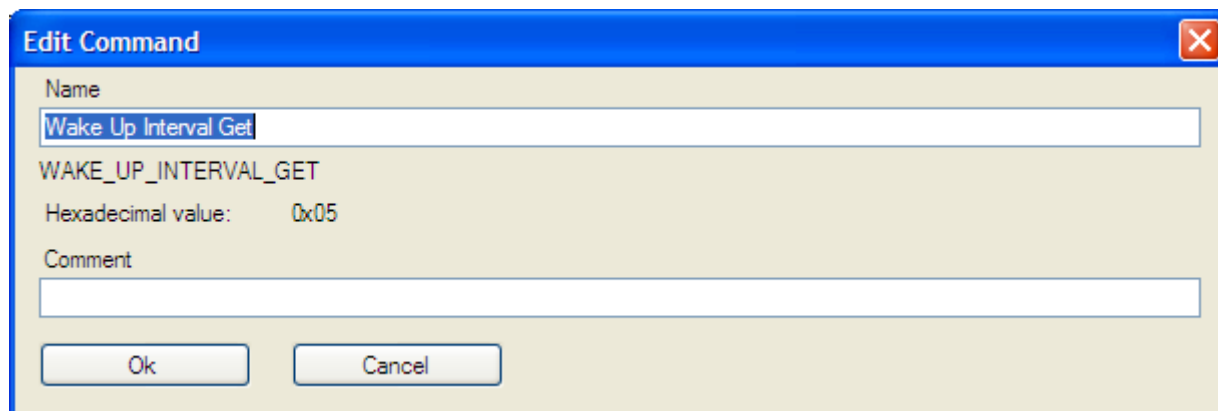 Edit Command
Name
Wake Up Interval Get
WAKE_UP_INTERVAL_GET
Hexadecimal value: 0x05
Comment
Ok Cancel